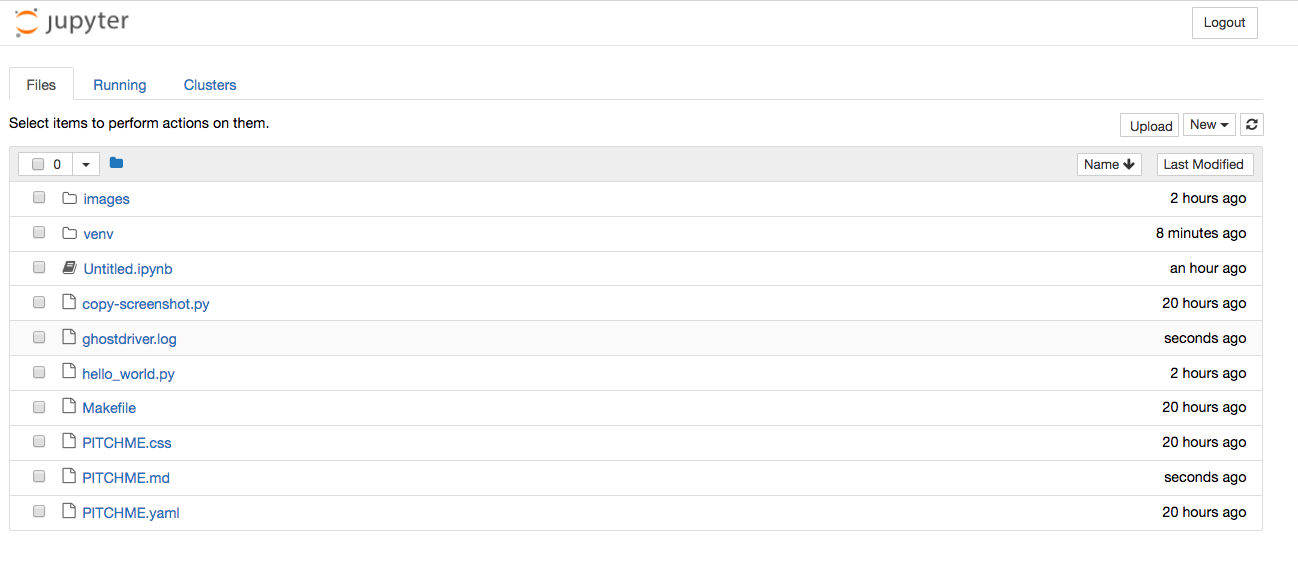 jupyter Logout
Files Running Clusters
Select items to perform actions on them.
Upload New
0 Name Last Modified
images 2 hours ago
venv 8 minutes ago
Untitled.ipynb an hour ago
copy-screenshot.py 20 hours ago
ghostdriver.log seconds ago
hello_world.py 2 hours ago
Makefile 20 hours ago
PITCHME.css 20 hours ago
PITCHME.md seconds ago
PITCHME.yaml 20 hours ago